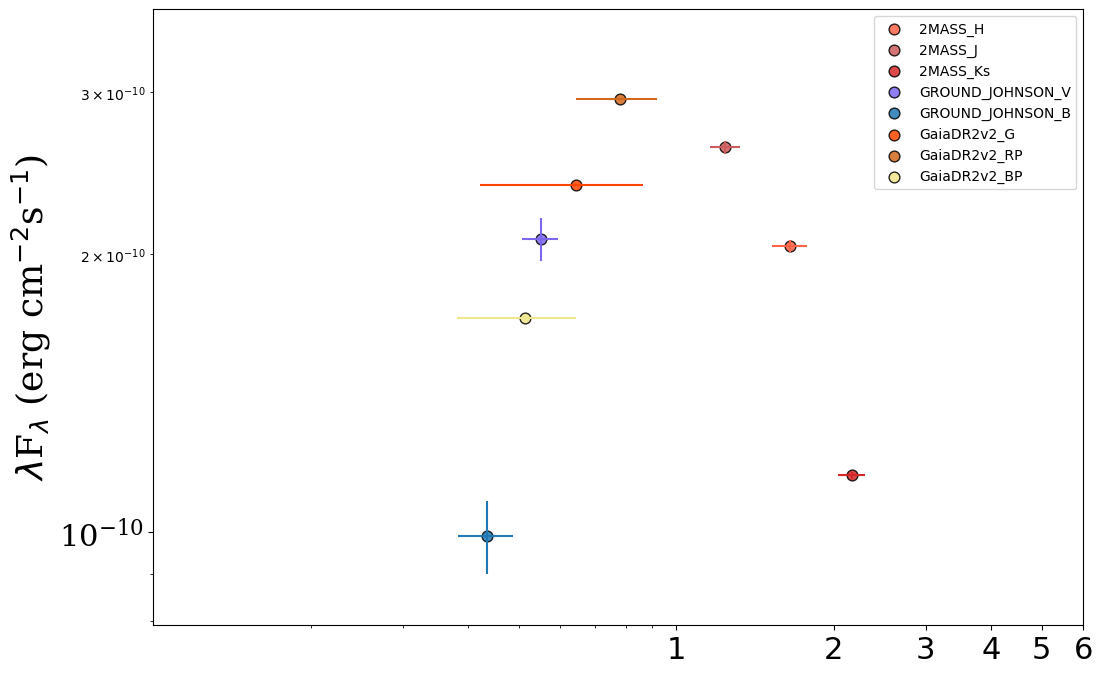 2MASS_H
2MASS_J
2MASS_Ks
GROUND_JOHNSON_V
GROUND_JOHNSON_B
GaiaDR2v2_G
GaiaDR2v2_RP
GaiaDR2v2_BP
3 × 10⁻¹⁰
2 × 10⁻¹⁰
10⁻¹⁰
λF_λ (erg cm⁻²s⁻¹)
1 2 3 4 5 6